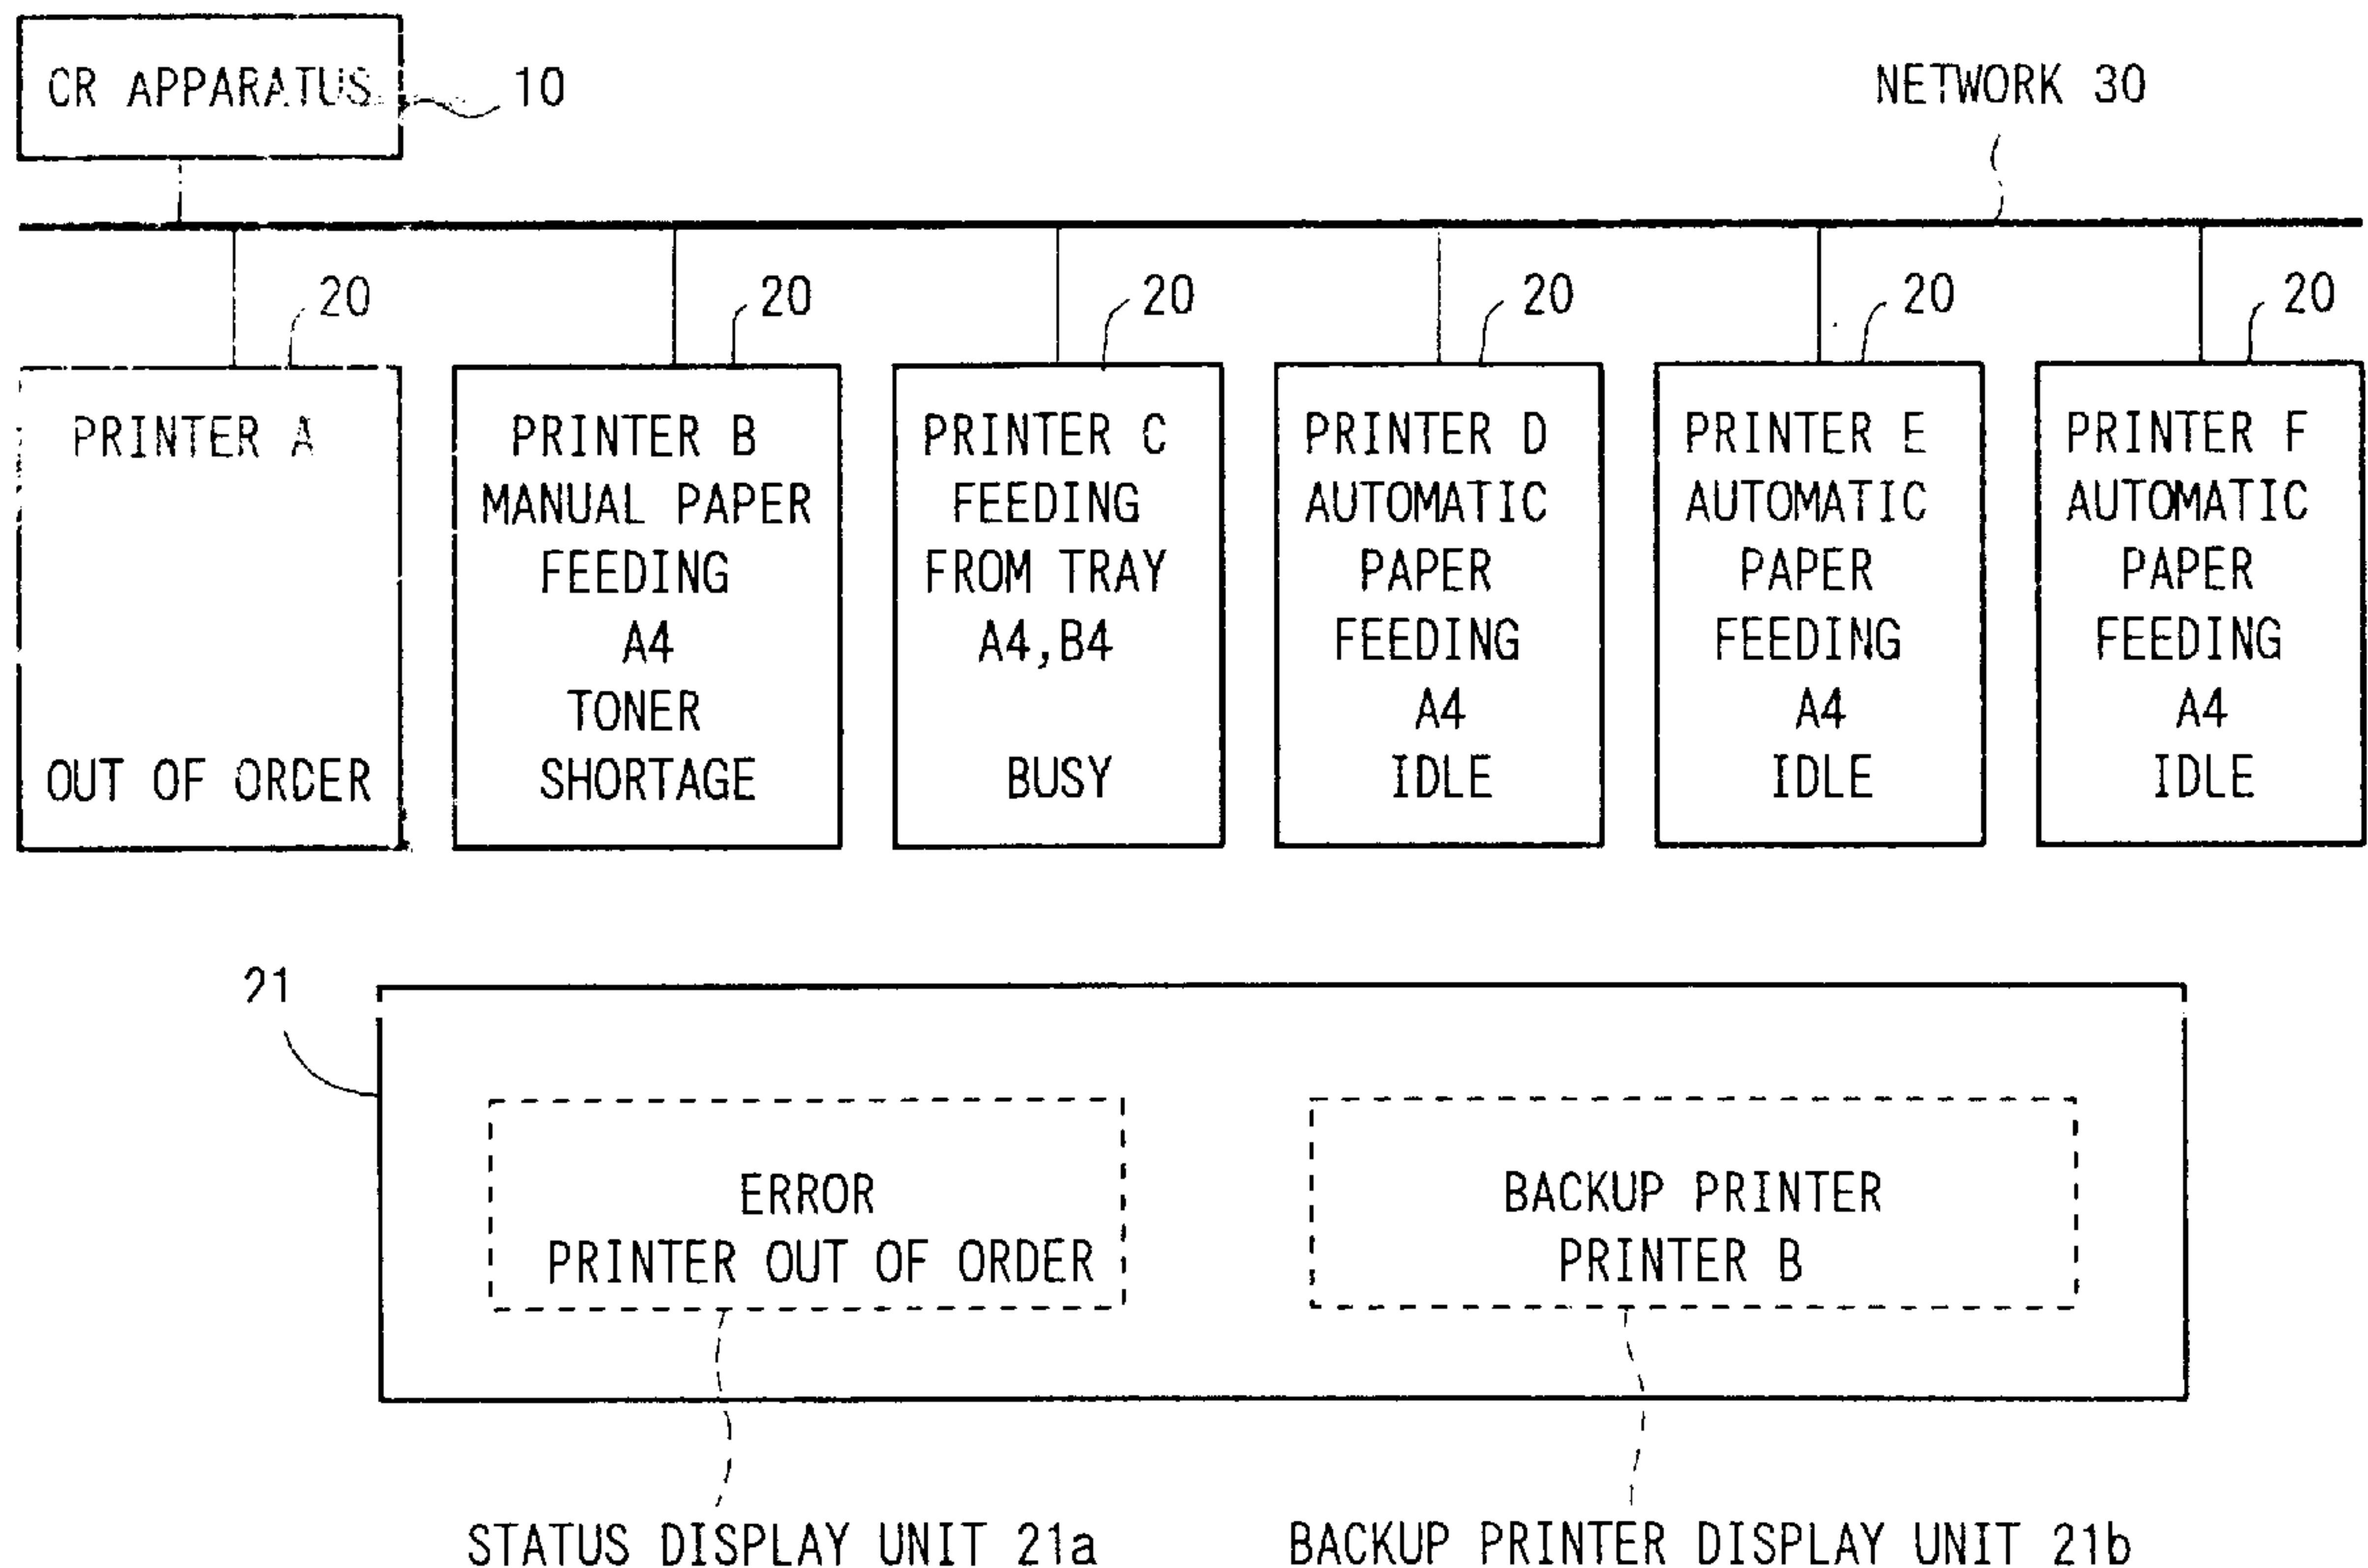 CR APPARATUS
10
NETWORK 30
20
20
20
20
20
20
PRINTER A
OUT OF ORDER
PRINTER B
MANUAL PAPER
FEEDING
A4
TONER
SHORTAGE
PRINTER C
FEEDING
FROM TRAY
A4,B4
BUSY
PRINTER D
AUTOMATIC
PAPER
FEEDING
A4
IDLE
PRINTER E
AUTOMATIC
PAPER
FEEDING
A4
IDLE
PRINTER F
AUTOMATIC
PAPER
FEEDING
A4
IDLE
21
ERROR
PRINTER OUT OF ORDER
BACKUP PRINTER
PRINTER B
STATUS DISPLAY UNIT 21a
BACKUP PRINTER DISPLAY UNIT 21b